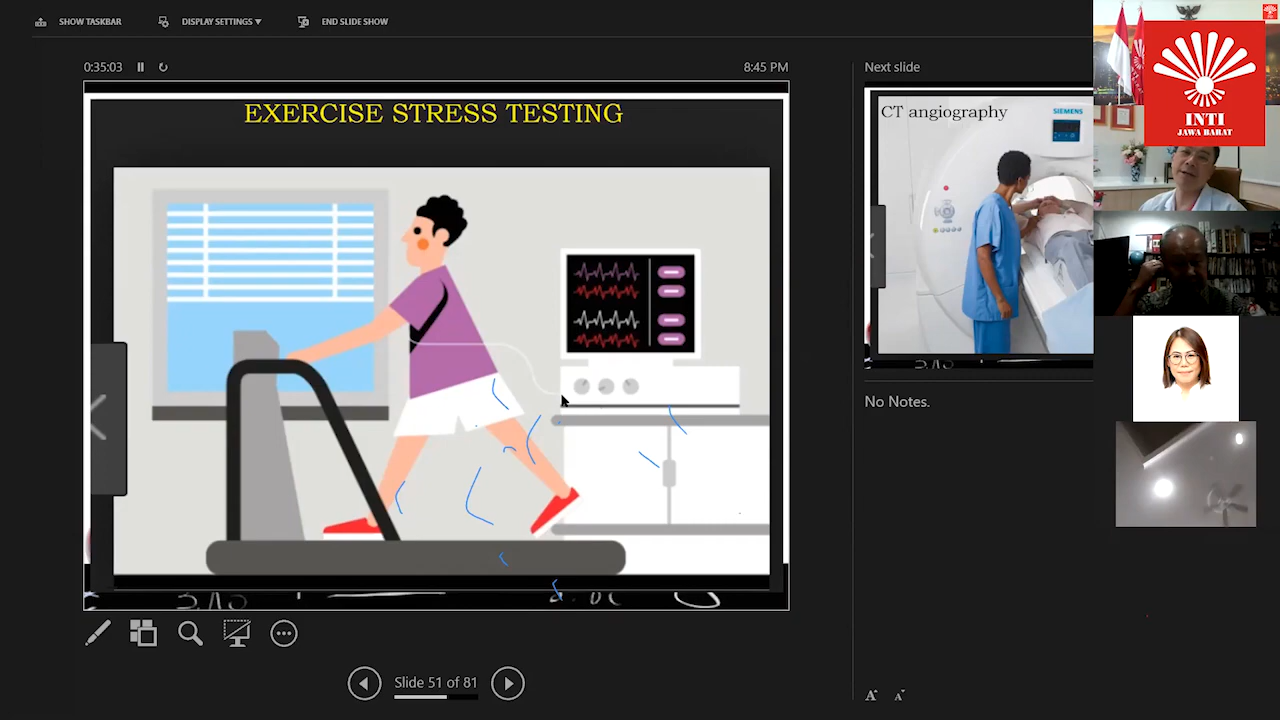 SHOW TASKBAR
DISPLAY SETTINGS ▼
END SLIDE SHOW
0:35:03
8:45 PM
Next slide
EXERCISE STRESS TESTING
CT angiography
SIEMENS
INTI
JAWA BARAT
No Notes.
Slide 51 of 81
A A